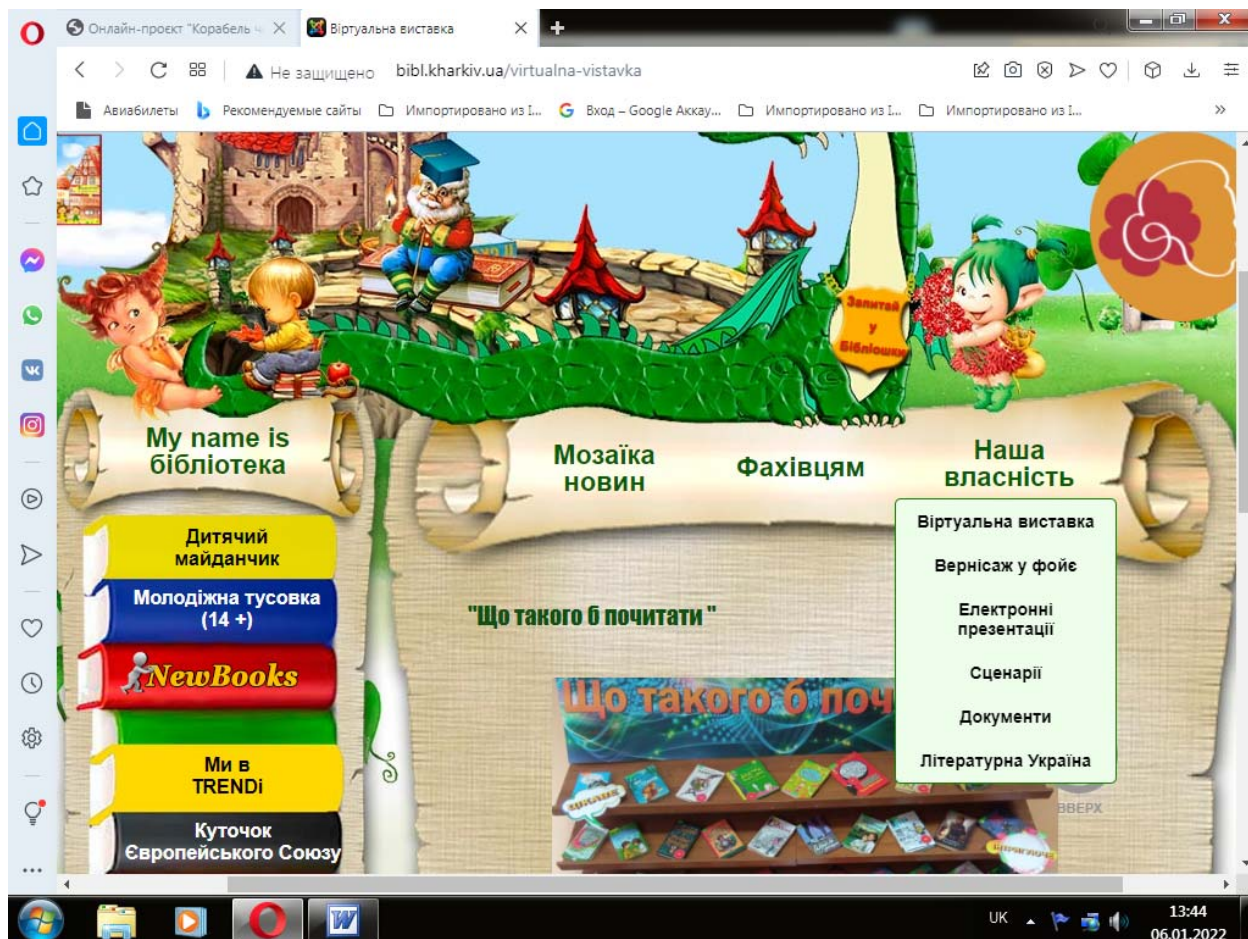 Онлайн-проєкт "Корабель ч
Віртуальна виставка
Не защищено bibl.kharkiv.ua/virtualna-vistavka
Авиабилеты Рекомендуемые сайты Импортировано из I... Вход – Google Аккау... Импортировано из I... Импортировано из I...
Запитай
у
Бібліошки
My name is
бібліотека
Мозаїка
новин
Фахівцям
Наша
власність
Віртуальна виставка
Вернісаж у фойє
Електронні
презентації
Сценарії
Документи
Літературна Україна
Дитячий
майданчик
Молодіжна тусовка
(14 +)
NewBooks
Ми в
TRENDi
Куточок
Європейського Союзу
"Що такого б почитати "
Що такого б поч
ЦІКАВЕ
ВВЕРХ
UK
13:44
06.01.2022